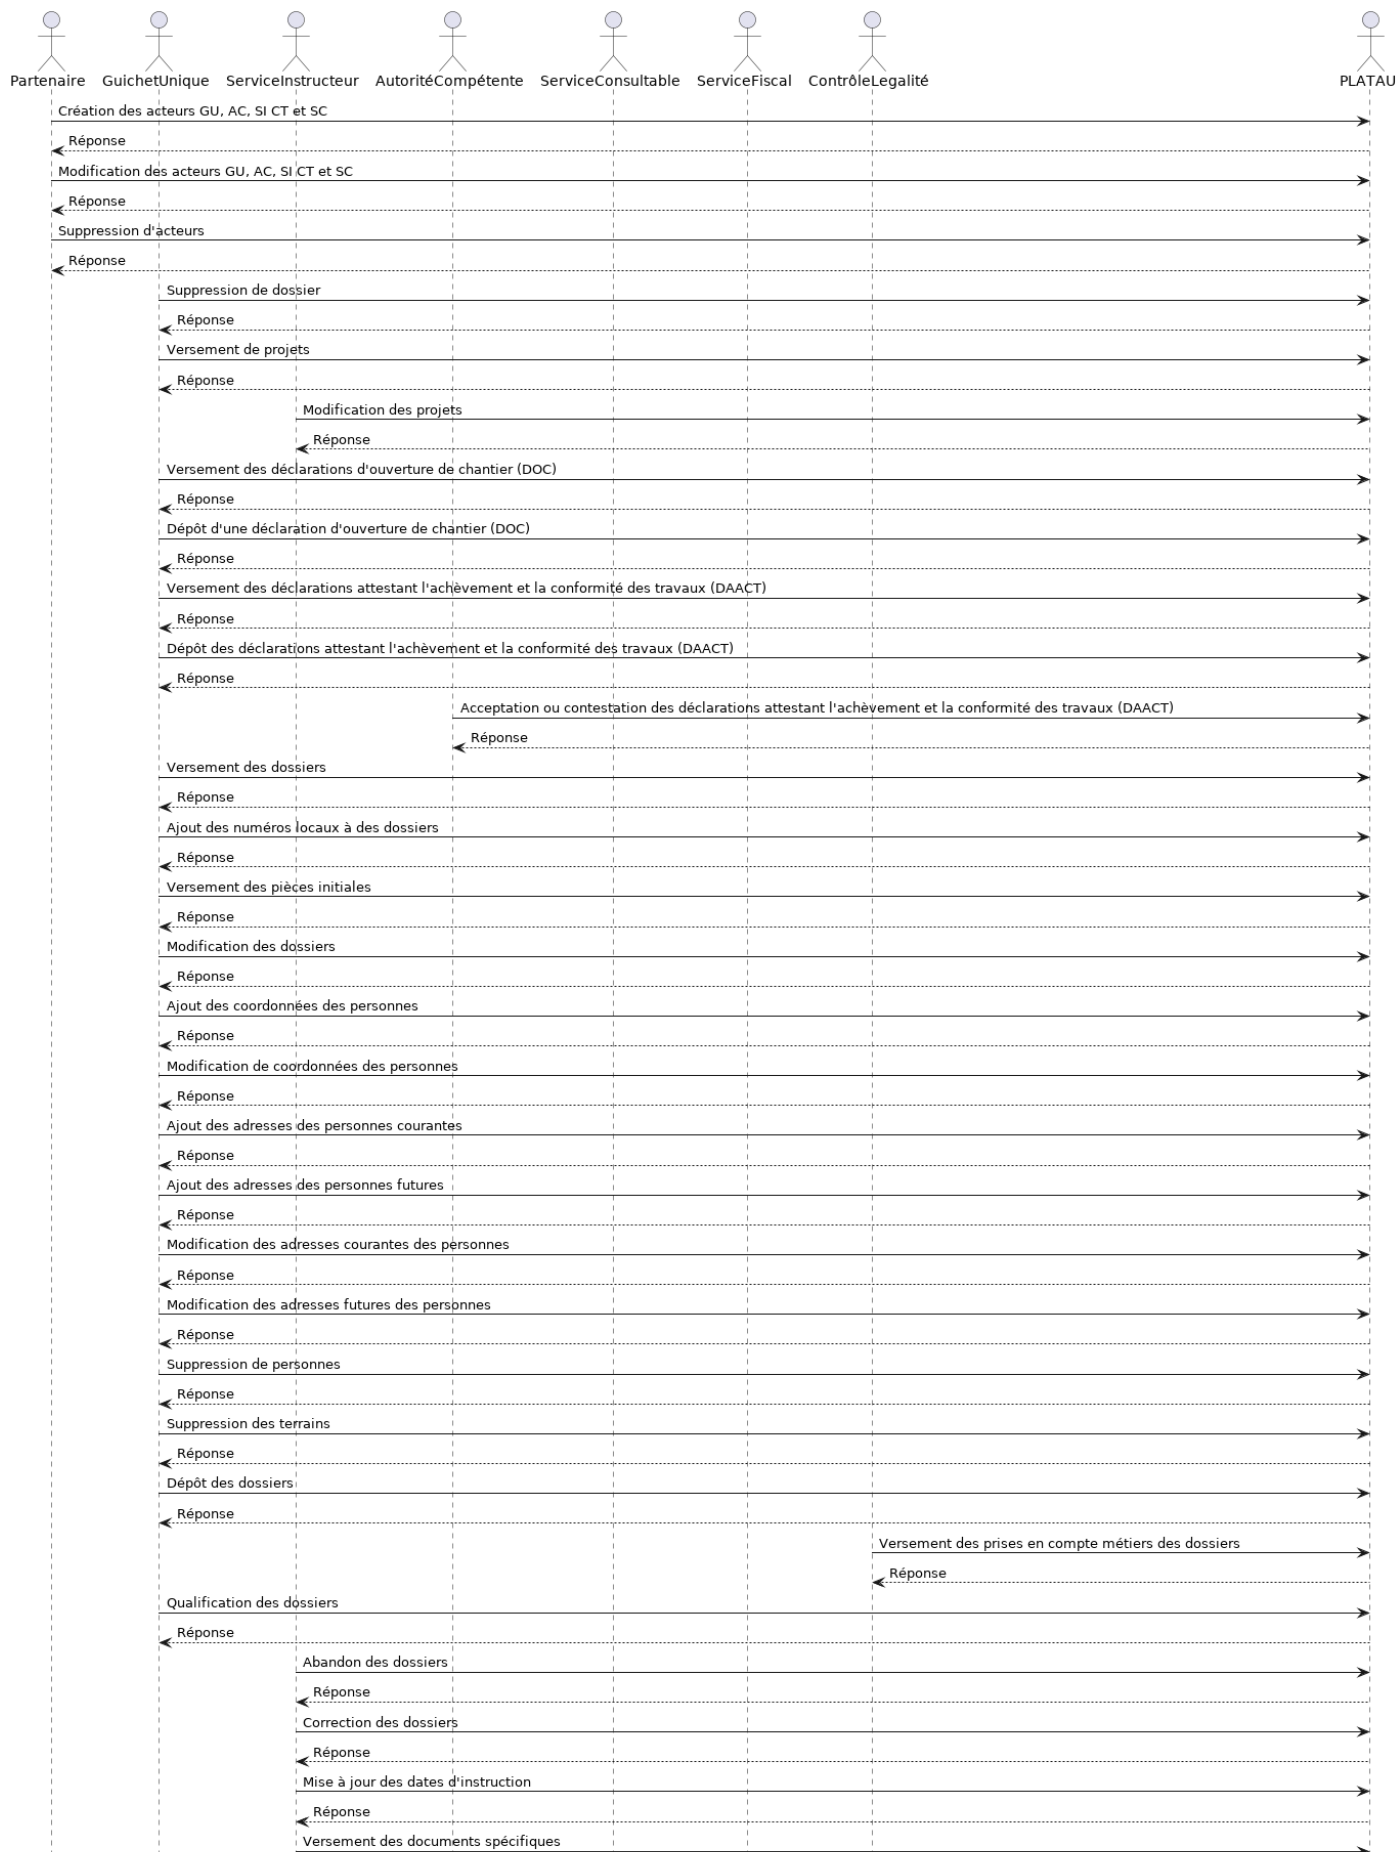 Partenaire GuichetUnique ServiceInstructeur AutoritéCompétente ServiceConsultable ServiceFiscal ContrôleLegalité PLATAU
Création des acteurs GU, AC, SI CT et SC
Réponse
Modification des acteurs GU, AC, SI CT et SC
Réponse
Suppression d'acteurs
Réponse
Suppression de dossier
Réponse
Versement de projets
Réponse
Modification des projets
Réponse
Versement des déclarations d'ouverture de chantier (DOC)
Réponse
Dépôt d'une déclaration d'ouverture de chantier (DOC)
Réponse
Versement des déclarations attestant l'achèvement et la conformité des travaux (DAACT)
Réponse
Dépôt des déclarations attestant l'achèvement et la conformité des travaux (DAACT)
Réponse
Acceptation ou contestation des déclarations attestant l'achèvement et la conformité des travaux (DAACT)
Réponse
Versement des dossiers
Réponse
Ajout des numéros locaux à des dossiers
Réponse
Versement des pièces initiales
Réponse
Modification des dossiers
Réponse
Ajout des coordonnées des personnes
Réponse
Modification de coordonnées des personnes
Réponse
Ajout des adresses des personnes courantes
Réponse
Ajout des adresses des personnes futures
Réponse
Modification des adresses courantes des personnes
Réponse
Modification des adresses futures des personnes
Réponse
Suppression de personnes
Réponse
Suppression des terrains
Réponse
Dépôt des dossiers
Réponse
Versement des prises en compte métiers des dossiers
Réponse
Qualification des dossiers
Réponse
Abandon des dossiers
Réponse
Correction des dossiers
Réponse
Mise à jour des dates d'instruction
Réponse
Versement des documents spécifiques